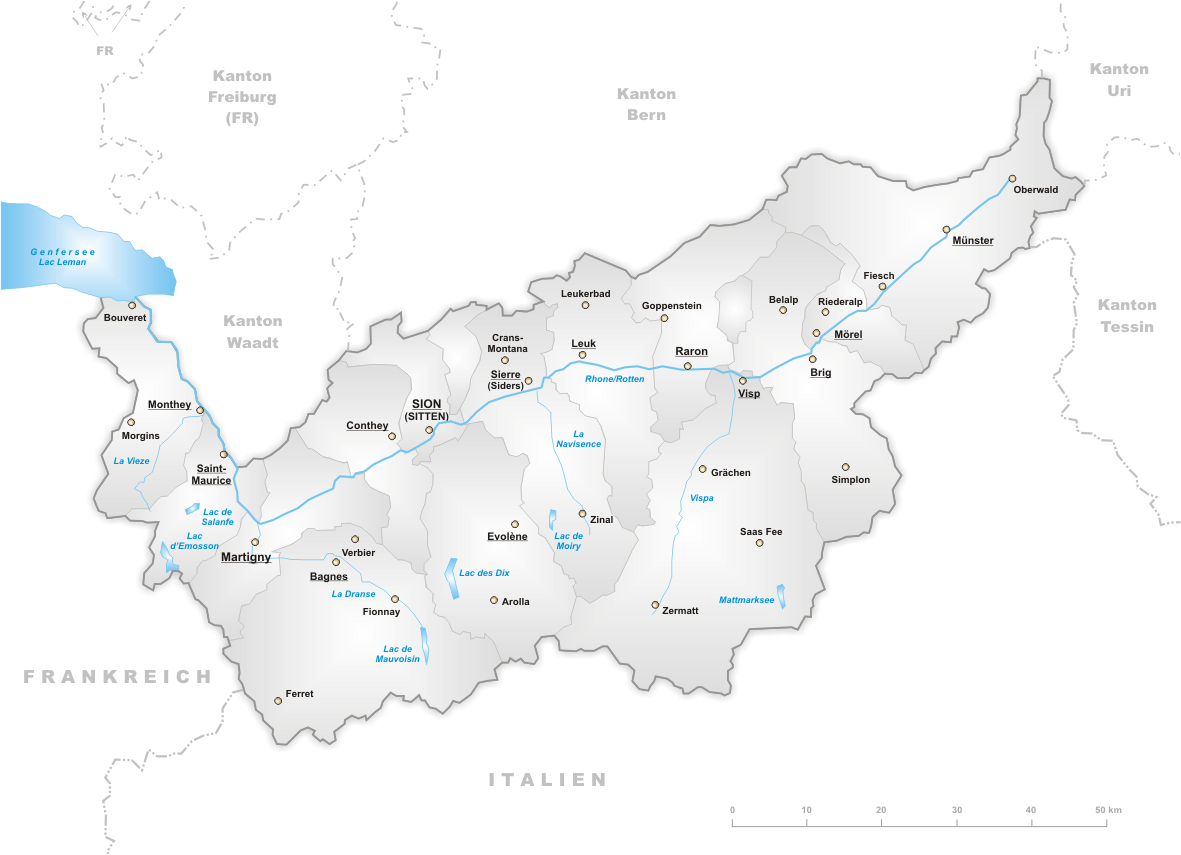 FR
Kanton
Freiburg
(FR)
Kanton
Bern
Kanton
Uri
Oberwald
Münster
Genfersee
Lac Leman
Fiesch
Leukerbad
Belalp
Riederalp
Goppenstein
Kanton
Tessin
Bouveret
Kanton
Waadt
Mörel
Crans-
Montana
Leuk
Raron
Sierre
(Siders)
Rhone/Rotten
Brig
Visp
Monthey
SION
(SITTEN)
Conthey
Morgins
La
Navisence
La Vieze
Saint-
Maurice
Grächen
Simplon
Vispa
Lac de
Salanfe
Zinal
Lac
d'Emosson
Evolène
Lac de
Moiry
Saas Fee
Martigny
Verbier
Bagnes
Lac des Dix
La Dranse
Fionnay
Arolla
Zermatt
Mattmarksee
Lac de
Mauvoisin
FRANKREICH
Ferret
ITALIEN
0 10 20 30 40 50 km